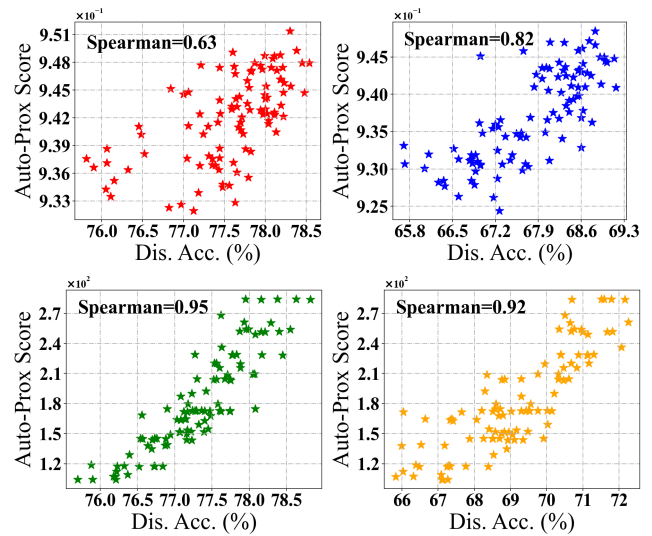 ×10⁻¹
Spearman=0.63
9.51
9.48
9.45
9.42
9.39
9.36
9.33
Auto-Prox Score
76.0 76.5 77.0 77.5 78.0 78.5
Dis. Acc. (%)
×10⁻¹
Spearman=0.82
9.45
9.40
9.35
9.30
9.25
Auto-Prox Score
65.8 66.5 67.2 67.9 68.6 69.3
Dis. Acc. (%)
×10²
Spearman=0.95
2.7
2.4
2.1
1.8
1.5
1.2
Auto-Prox Score
76.0 76.5 77.0 77.5 78.0 78.5
Dis. Acc. (%)
×10²
Spearman=0.92
2.7
2.4
2.1
1.8
1.5
1.2
Auto-Prox Score
66 67 68 69 70 71 72
Dis. Acc. (%)